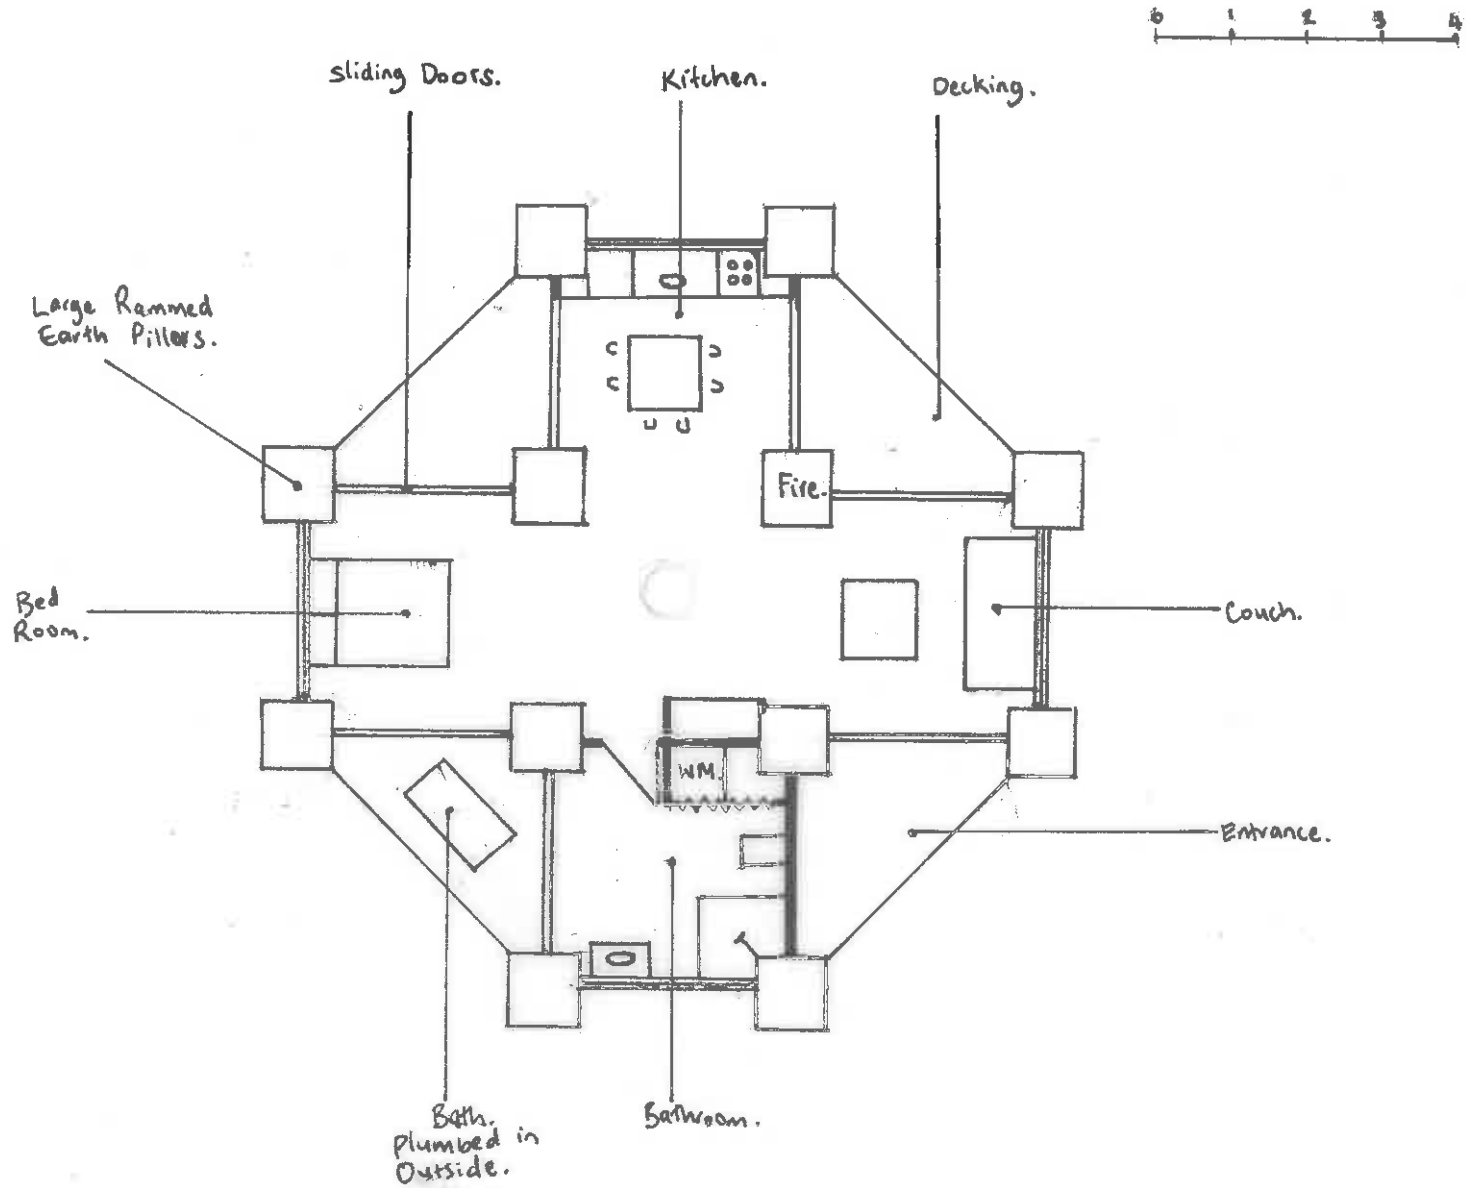 0 1 2 3 4
Sliding Doors.
Kitchen.
Decking.
Large Rammed
Earth Pillars.
Fire.
Bed
Room.
Couch.
WM.
Entrance.
Bath.
Plumbed in
Outside.
Bathroom.